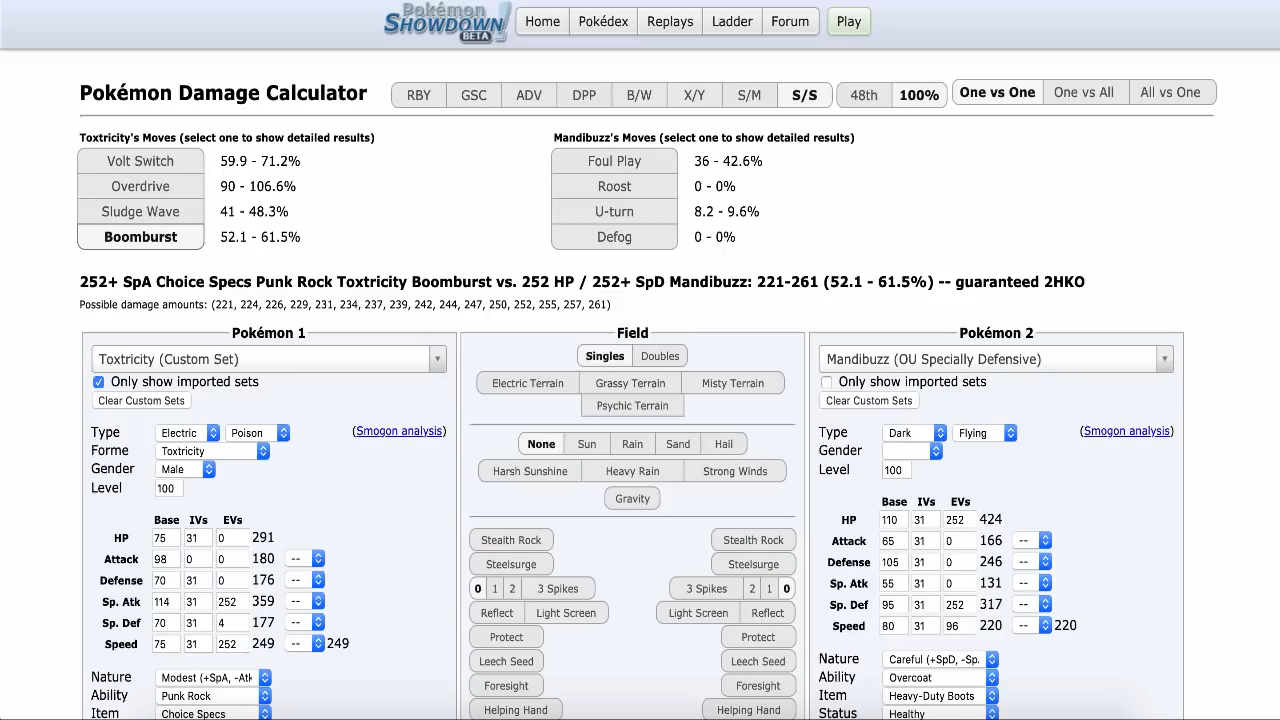 Pokémon SHOWDOWN! BETA Home Pokédex Replays Ladder Forum Play
Pokémon Damage Calculator RBY GSC ADV DPP B/W X/Y S/M S/S 48th 100% One vs One One vs All All vs One
Toxtricity's Moves (select one to show detailed results) Mandibuzz's Moves (select one to show detailed results)
Volt Switch 59.9 - 71.2% Foul Play 36 - 42.6%
Overdrive 90 - 106.6% Roost 0 - 0%
Sludge Wave 41 - 48.3% U-turn 8.2 - 9.6%
Boomburst 52.1 - 61.5% Defog 0 - 0%
252+ SpA Choice Specs Punk Rock Toxtricity Boomburst vs. 252 HP / 252+ SpD Mandibuzz: 221-261 (52.1 - 61.5%) -- guaranteed 2HKO
Possible damage amounts: (221, 224, 226, 229, 231, 234, 237, 239, 242, 244, 247, 250, 252, 255, 257, 261)
Pokémon 1
Toxtricity (Custom Set)
Only show imported sets
Clear Custom Sets
Type Electric Poison (Smogon analysis)
Forme Toxtricity
Gender Male
Level 100
Base IVs EVs
HP 75 31 0 291
Attack 98 0 0 180 --
Defense 70 31 0 176 --
Sp. Atk 114 31 252 359 --
Sp. Def 70 31 4 177 --
Speed 75 31 252 249 -- 249
Nature Modest (+SpA, -Atk
Ability Punk Rock
Item Choice Specs
Field
Singles Doubles
Electric Terrain Grassy Terrain Misty Terrain
Psychic Terrain
None Sun Rain Sand Hail
Harsh Sunshine Heavy Rain Strong Winds
Gravity
Stealth Rock Stealth Rock
Steelsurge Steelsurge
0 1 2 3 Spikes 3 Spikes 2 1 0
Reflect Light Screen Light Screen Reflect
Protect Protect
Leech Seed Leech Seed
Foresight Foresight
Helping Hand Helping Hand
Pokémon 2
Mandibuzz (OU Specially Defensive)
Only show imported sets
Clear Custom Sets
Type Dark Flying (Smogon analysis)
Gender
Level 100
Base IVs EVs
HP 110 31 252 424
Attack 65 31 0 166 --
Defense 105 31 0 246 --
Sp. Atk 55 31 0 131 --
Sp. Def 95 31 252 317 --
Speed 80 31 96 220 -- 220
Nature Careful (+SpD, -Sp.
Ability Overcoat
Item Heavy-Duty Boots
Status Healthy